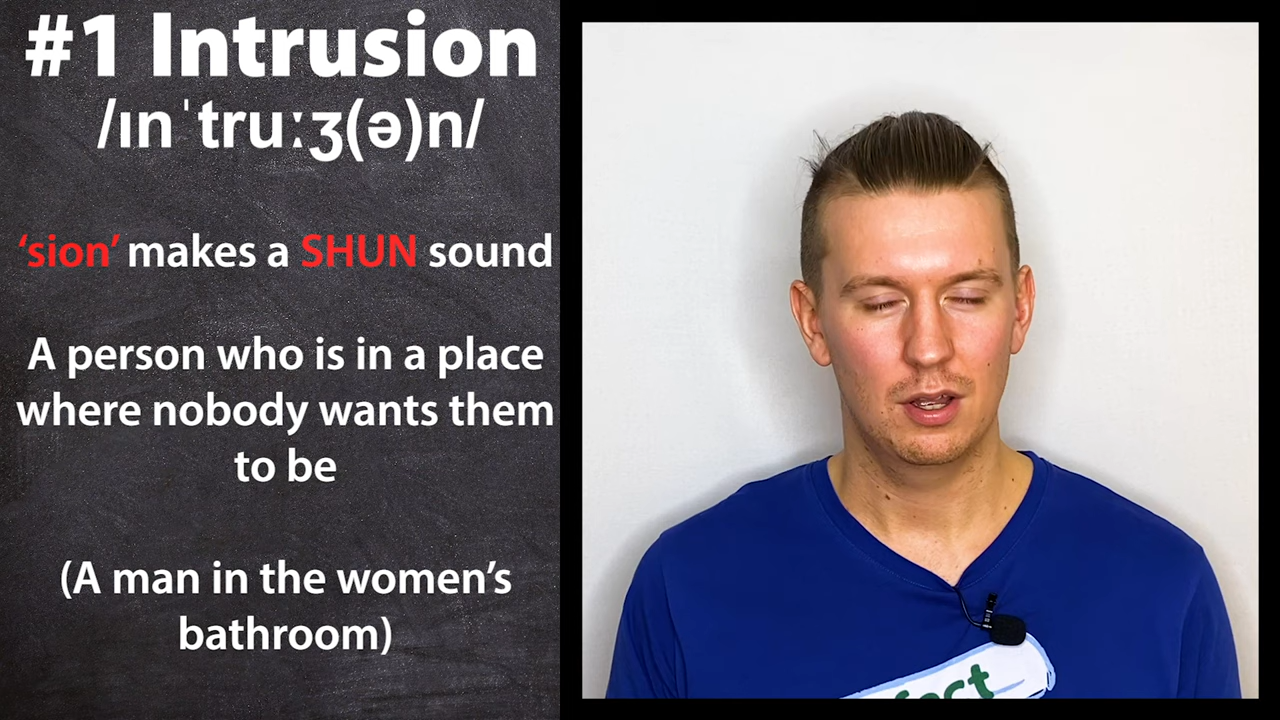 #1 Intrusion
/ɪnˈtruːʒ(ə)n/
‘sion’ makes a SHUN sound
A person who is in a place
where nobody wants them
to be
(A man in the women’s
bathroom)